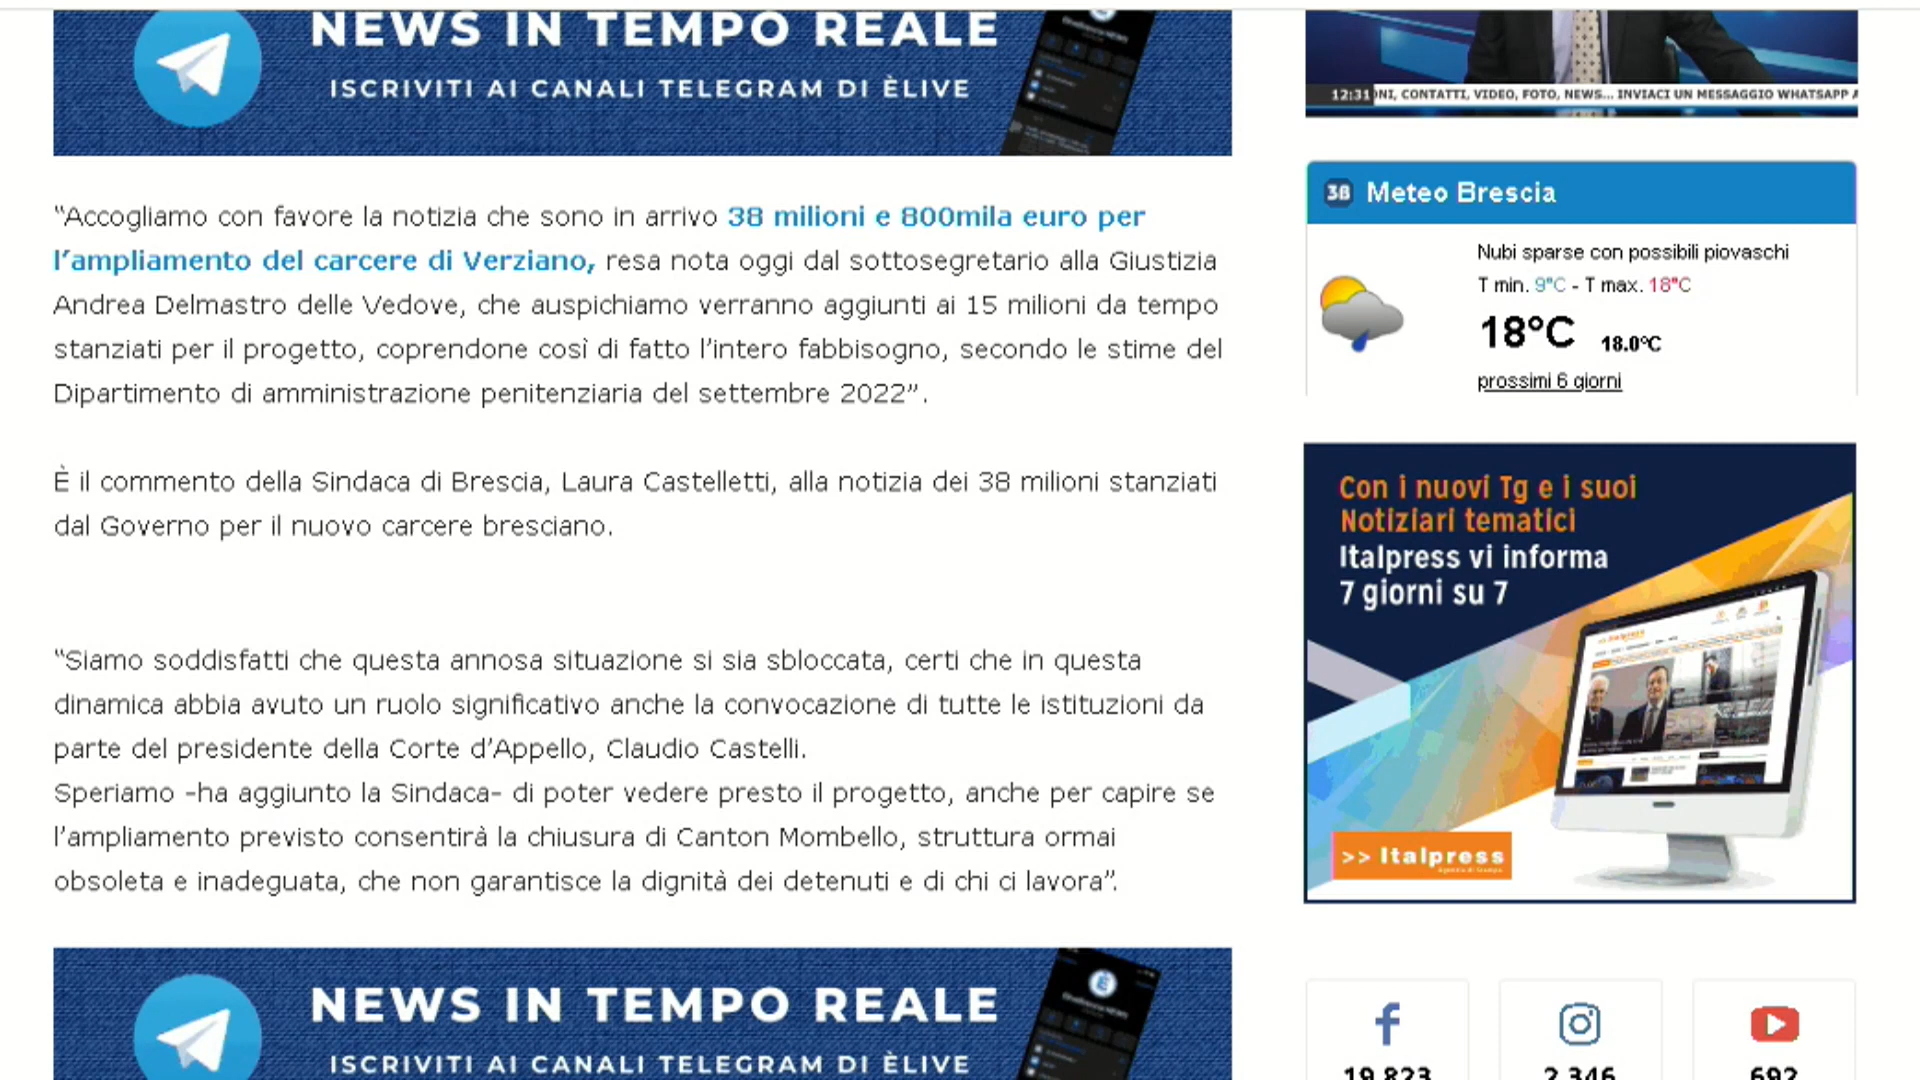 NEWS IN TEMPO REALE
ISCRIVITI AI CANALI TELEGRAM DI ÈLIVE
“Accogliamo con favore la notizia che sono in arrivo 38 milioni e 800mila euro per
l’ampliamento del carcere di Verziano, resa nota oggi dal sottosegretario alla Giustizia
Andrea Delmastro delle Vedove, che auspichiamo verranno aggiunti ai 15 milioni da tempo
stanziati per il progetto, coprendone così di fatto l’intero fabbisogno, secondo le stime del
Dipartimento di amministrazione penitenziaria del settembre 2022”.
È il commento della Sindaca di Brescia, Laura Castelletti, alla notizia dei 38 milioni stanziati
dal Governo per il nuovo carcere bresciano.
“Siamo soddisfatti che questa annosa situazione si sia sbloccata, certi che in questa
dinamica abbia avuto un ruolo significativo anche la convocazione di tutte le istituzioni da
parte del presidente della Corte d’Appello, Claudio Castelli.
Speriamo -ha aggiunto la Sindaca- di poter vedere presto il progetto, anche per capire se
l’ampliamento previsto consentirà la chiusura di Canton Mombello, struttura ormai
obsoleta e inadeguata, che non garantisce la dignità dei detenuti e di chi ci lavora”.
NEWS IN TEMPO REALE
ISCRIVITI AI CANALI TELEGRAM DI ÈLIVE
12:31 NI, CONTATTI, VIDEO, FOTO, NEWS... INVIACI UN MESSAGGIO WHATSAPP A
3B Meteo Brescia
Nubi sparse con possibili piovaschi
T min. 9°C - T max. 18°C
18°C 18.0°C
prossimi 6 giorni
Con i nuovi Tg e i suoi
Notiziari tematici
Italpress vi informa
7 giorni su 7
>> Italpress
19.823 2.346 692